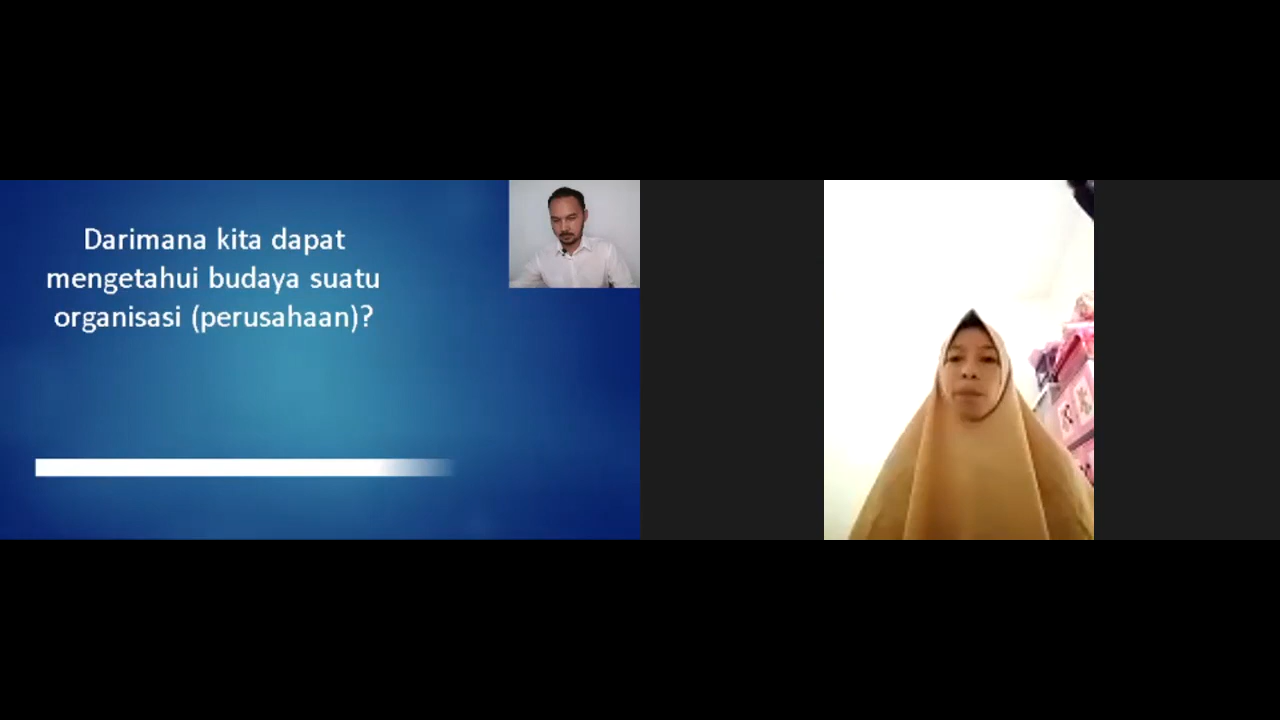 Darimana kita dapat
mengetahui budaya suatu
organisasi (perusahaan)?